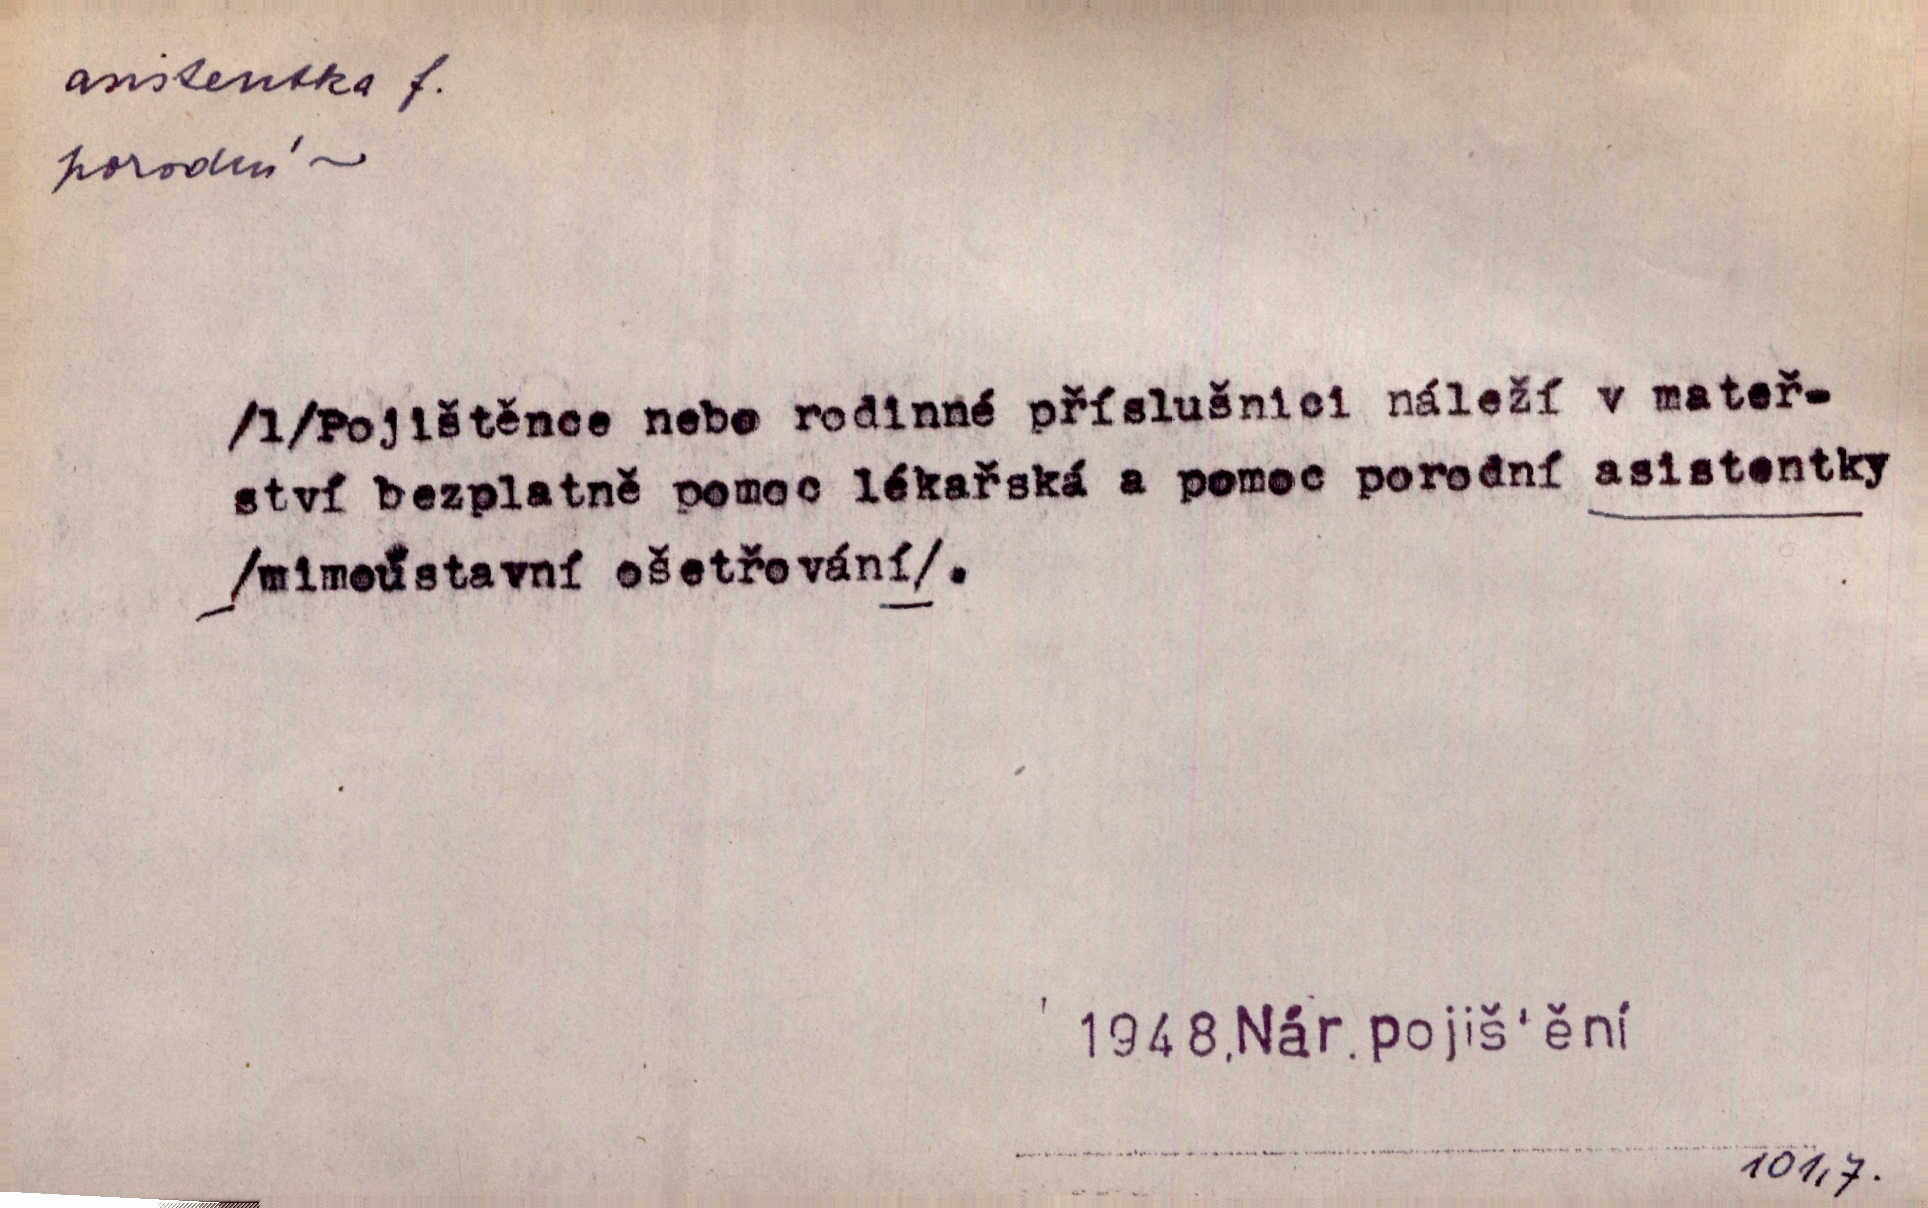 asistentka f.
porodní ~
/1/Pojištěnce nebo rodinné příslušnici náleží v mateř-
ství bezplatně pomoc lékařská a pomoc porodní asistentky
/mimoústavní ošetřování/.
1948, Nár. pojiš'ění
101,7.